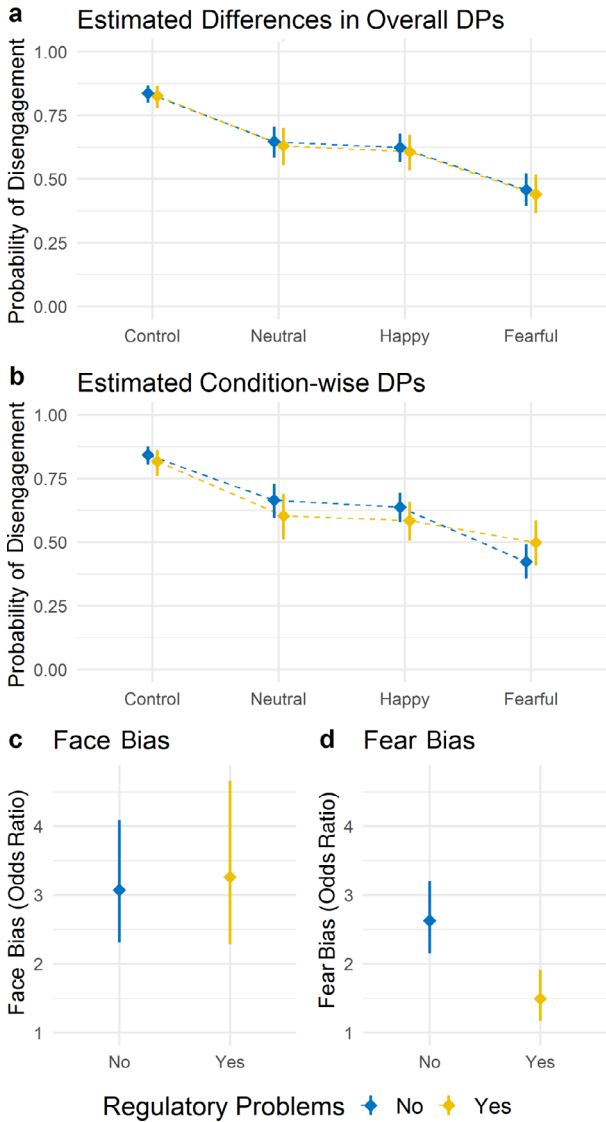 a Estimated Differences in Overall DPs
Probability of Disengagement
1.00
0.75
0.50
0.25
0.00
Control Neutral Happy Fearful
b Estimated Condition-wise DPs
Probability of Disengagement
1.00
0.75
0.50
0.25
0.00
Control Neutral Happy Fearful
c Face Bias
Face Bias (Odds Ratio)
4
3
2
1
No Yes
d Fear Bias
Fear Bias (Odds Ratio)
4
3
2
1
No Yes
Regulatory Problems No Yes